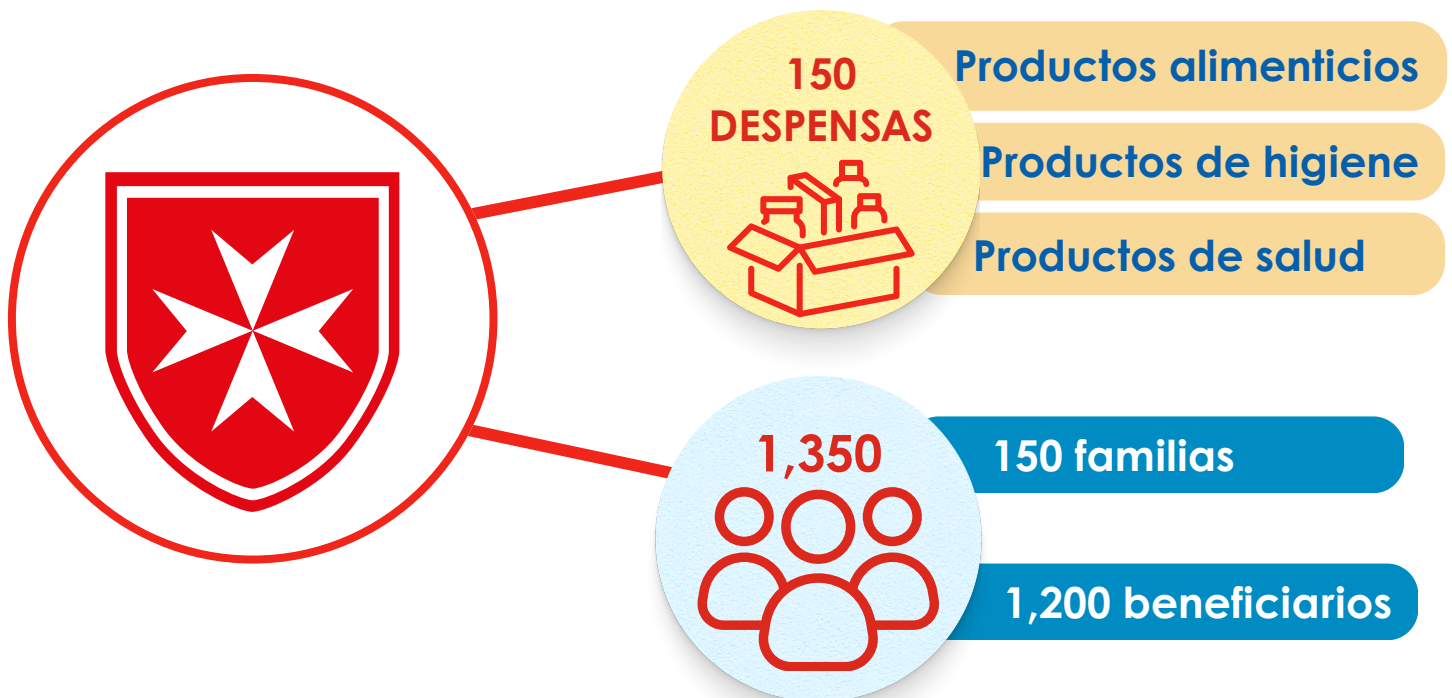 150
DESPENSAS
Productos alimenticios
Productos de higiene
Productos de salud
1,350
150 familias
1,200 beneficiarios